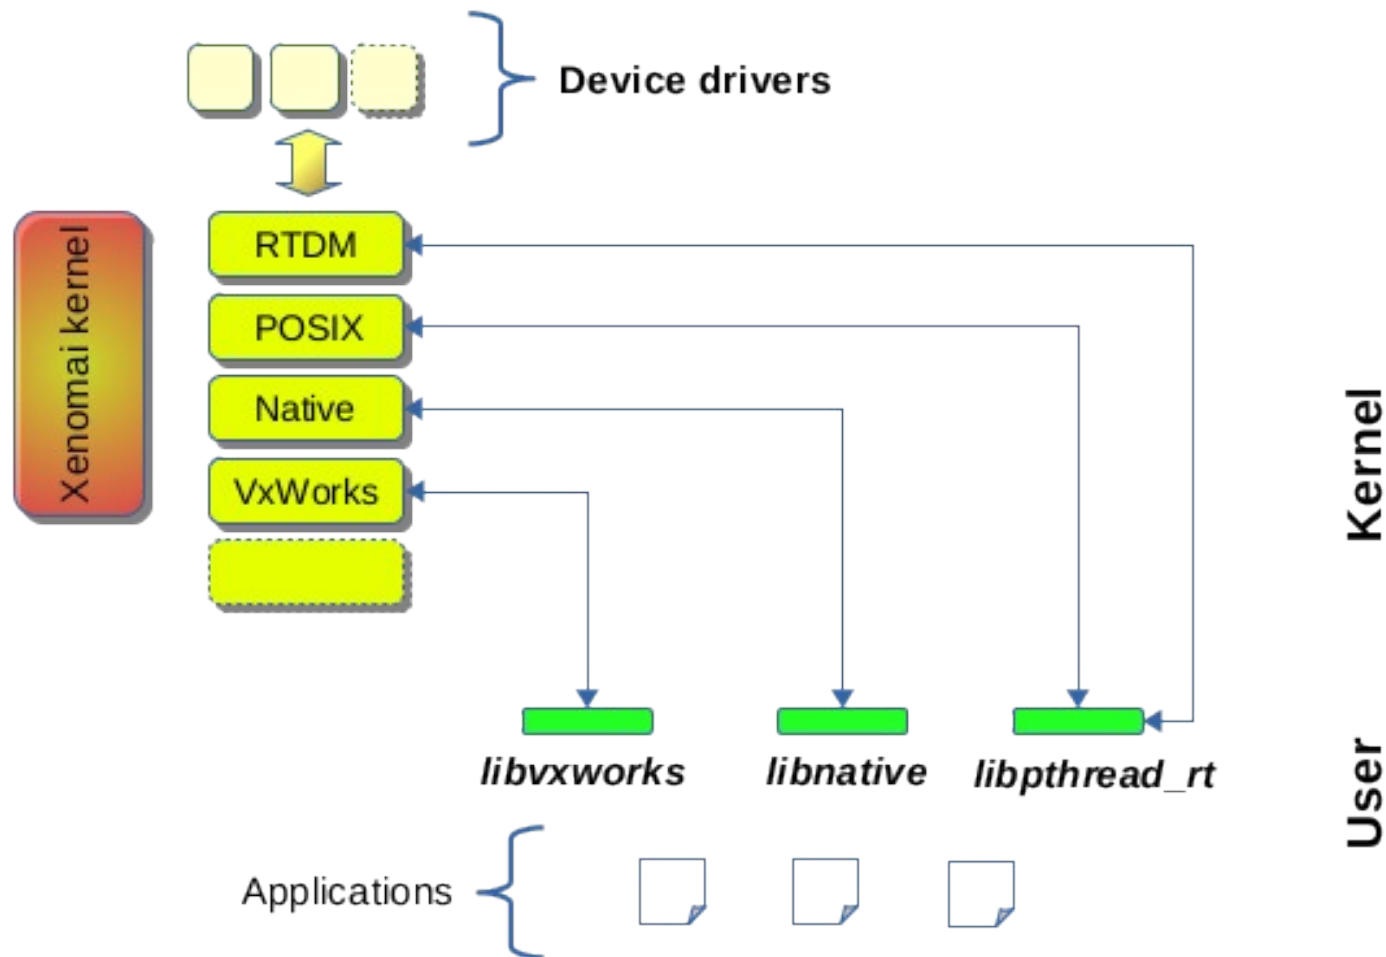 Device drivers
Xenomai kernel
RTDM
POSIX
Native
VxWorks
Kernel
libvxworks
libnative
libpthread_rt
User
Applications